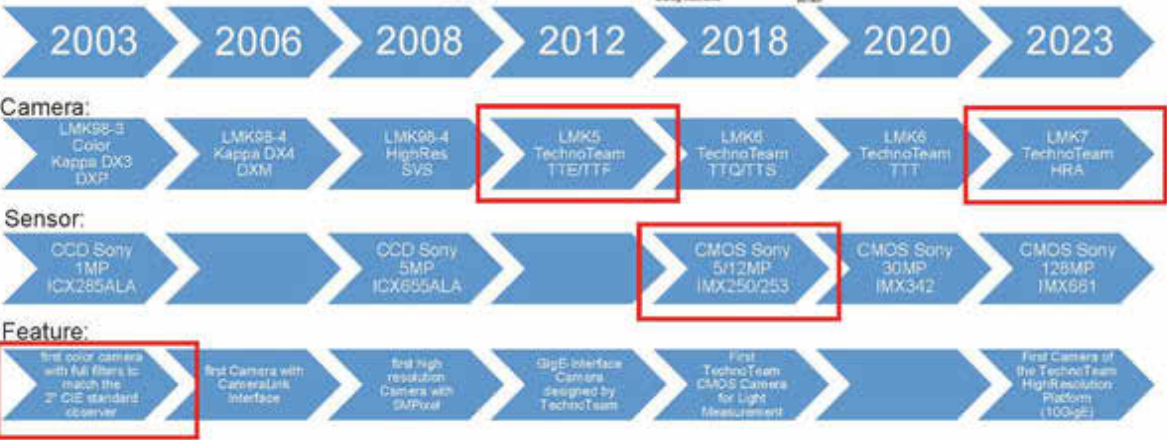 2003
2006
2008
2012
2018
2020
2023
Camera:
LMK98-3
Color
Kappa DX3
DXP
LMK98-4
Kappa DX4
DXM
LMK98-4
HighRes
SVS
LMK5
TechnoTeam
TTE/TTF
LMK6
TechnoTeam
TTQ/TTS
LMK6
TechnoTeam
TTT
LMK7
TechnoTeam
HRA
Sensor:
CCD Sony
1MP
ICX285ALA
CCD Sony
5MP
ICX655ALA
CMOS Sony
5/12MP
IMX250/253
CMOS Sony
30MP
IMX342
CMOS Sony
128MP
IMX661
Feature:
first color camera
with full filters to
match the
2° CIE standard
observer
first Camera with
CameraLink
Interface
first high
resolution
Camera with
5MPixel
GigE-Interface
Camera
designed by
TechnoTeam
First
TechnoTeam
CMOS Camera
for Light
Measurement
First Camera of
the TechnoTeam
HighResolution
Platform
(10GigE)